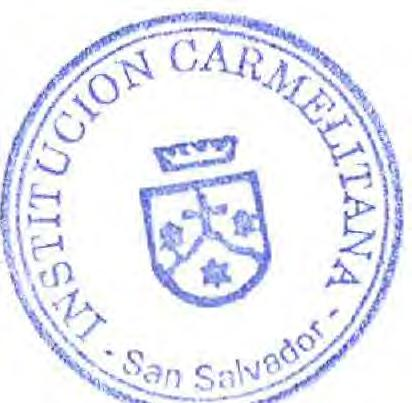 INSTITUCION CARMELITANA
- San Salvador -